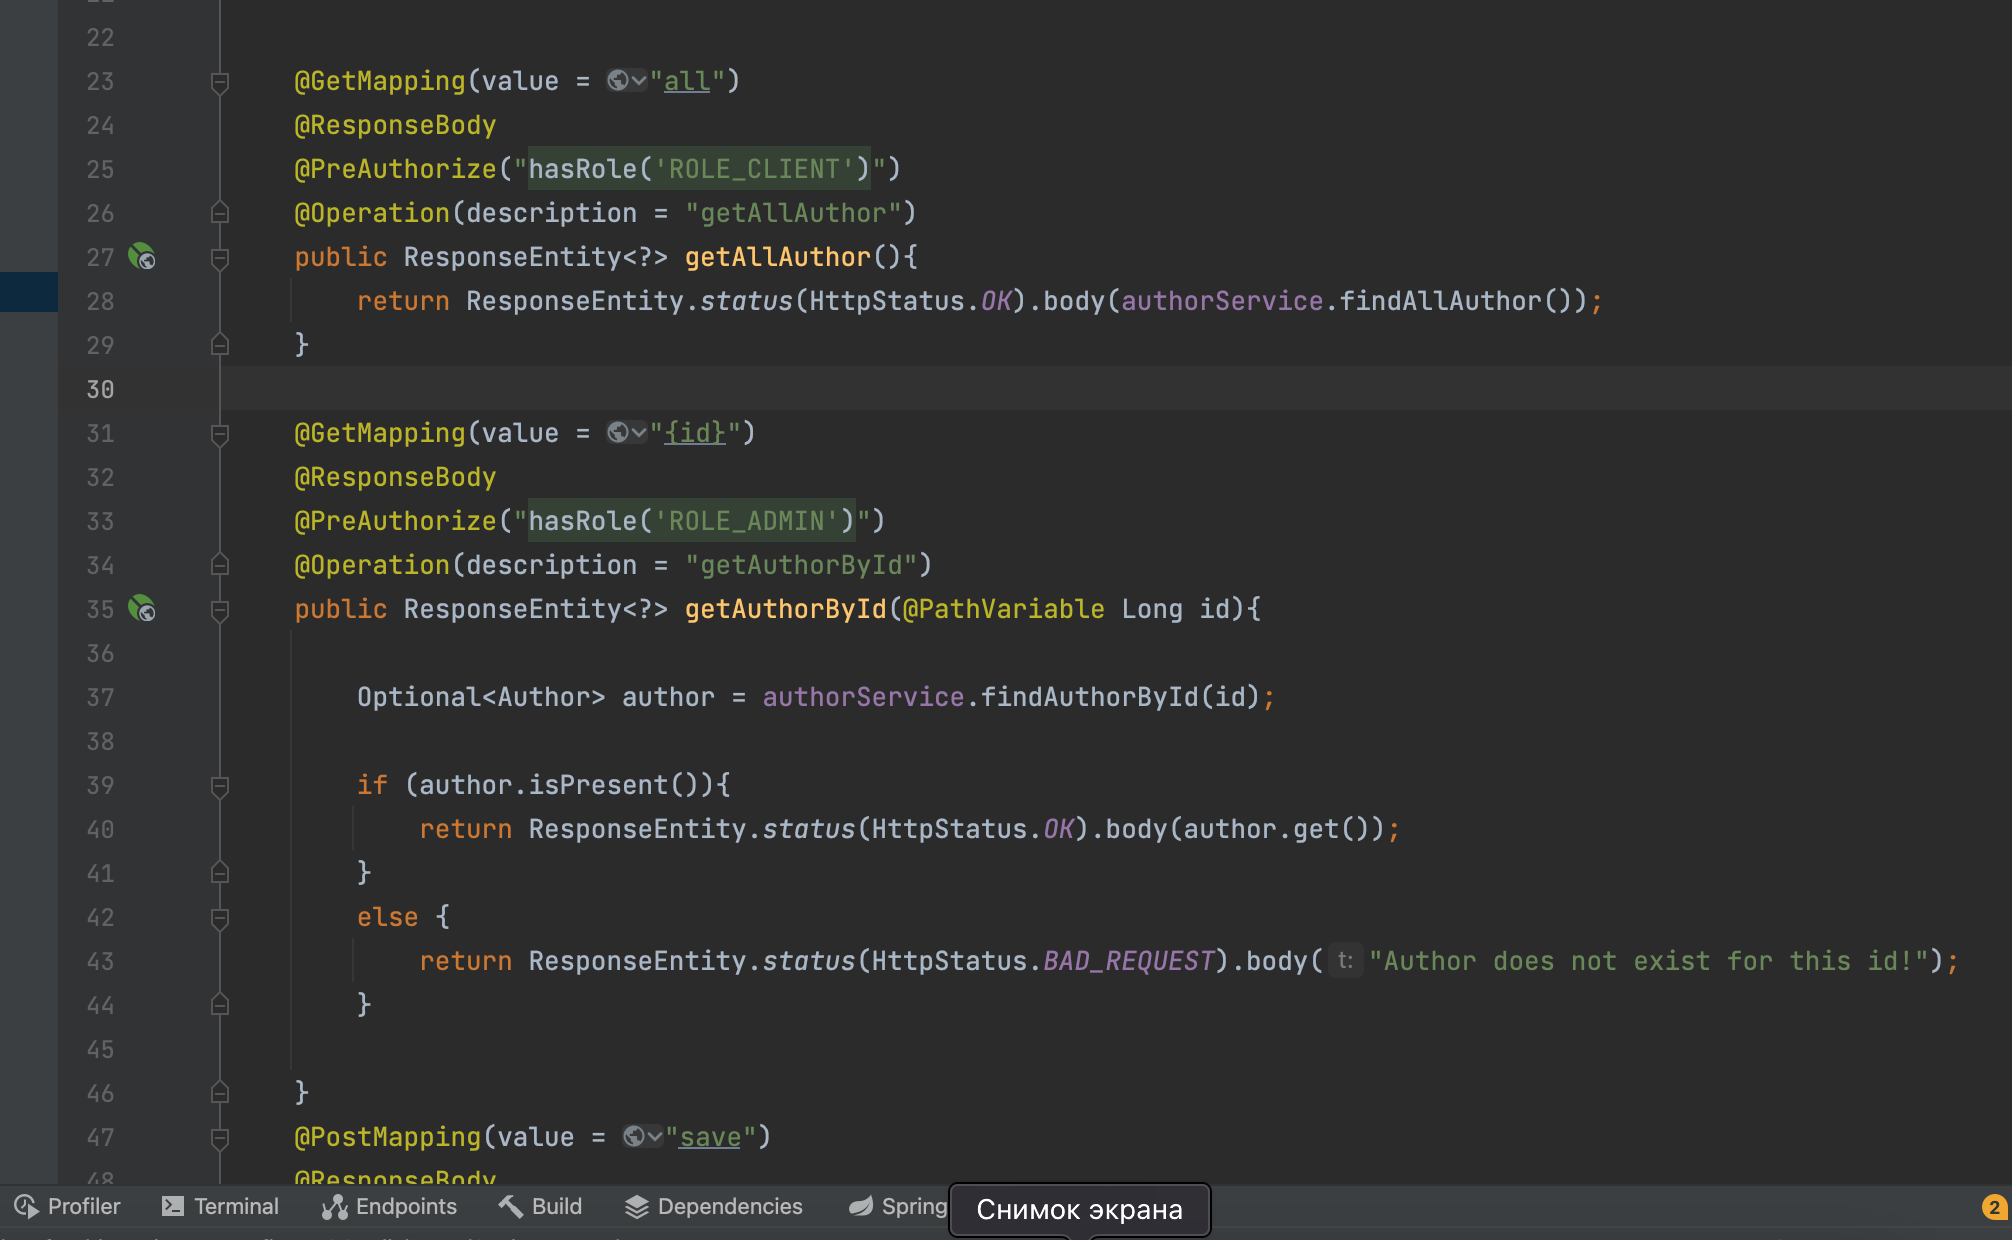 22
23 @GetMapping(value = "all")
24 @ResponseBody
25 @PreAuthorize("hasRole('ROLE_CLIENT')")
26 @Operation(description = "getAllAuthor")
27 public ResponseEntity<?> getAllAuthor(){
28 return ResponseEntity.status(HttpStatus.OK).body(authorService.findAllAuthor());
29 }
30
31 @GetMapping(value = "{id}")
32 @ResponseBody
33 @PreAuthorize("hasRole('ROLE_ADMIN')")
34 @Operation(description = "getAuthorById")
35 public ResponseEntity<?> getAuthorById(@PathVariable Long id){
36
37 Optional<Author> author = authorService.findAuthorById(id);
38
39 if (author.isPresent()){
40 return ResponseEntity.status(HttpStatus.OK).body(author.get());
41 }
42 else {
43 return ResponseEntity.status(HttpStatus.BAD_REQUEST).body( t: "Author does not exist for this id!");
44 }
45
46 }
47 @PostMapping(value = "save")
48 @ResponseBody
Profiler Terminal Endpoints Build Dependencies Spring Снимок экрана 2